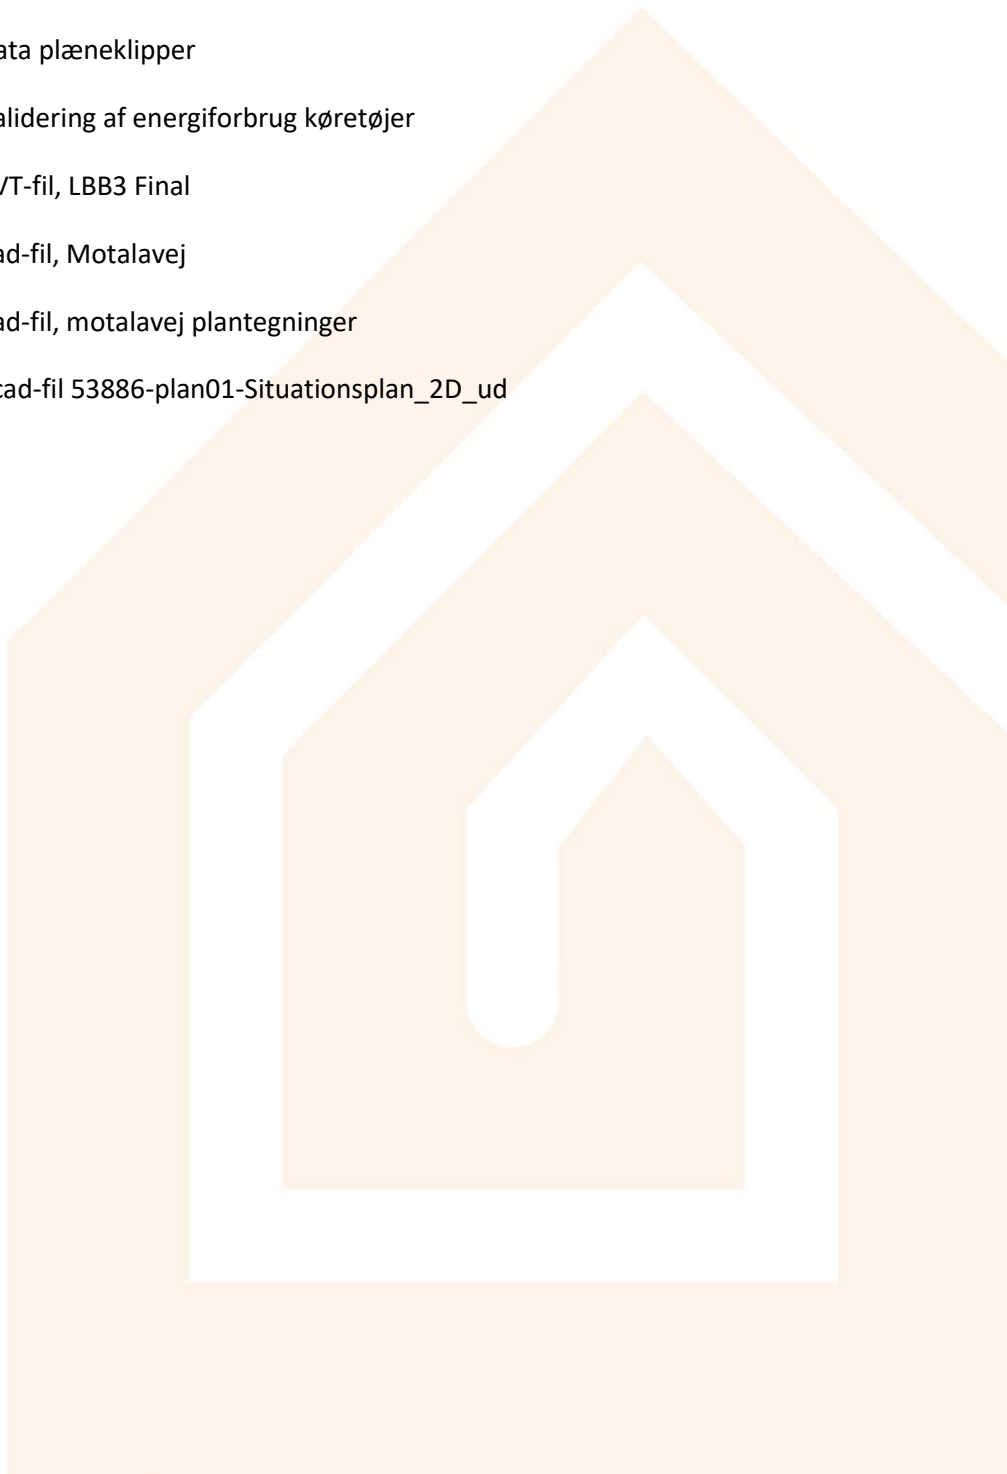 ata plæneklipper
alidering af energiforbrug køretøjer
VT-fil, LBB3 Final
ad-fil, Motalavej
ad-fil, motalavej plantegninger
cad-fil 53886-plan01-Situationsplan_2D_ud